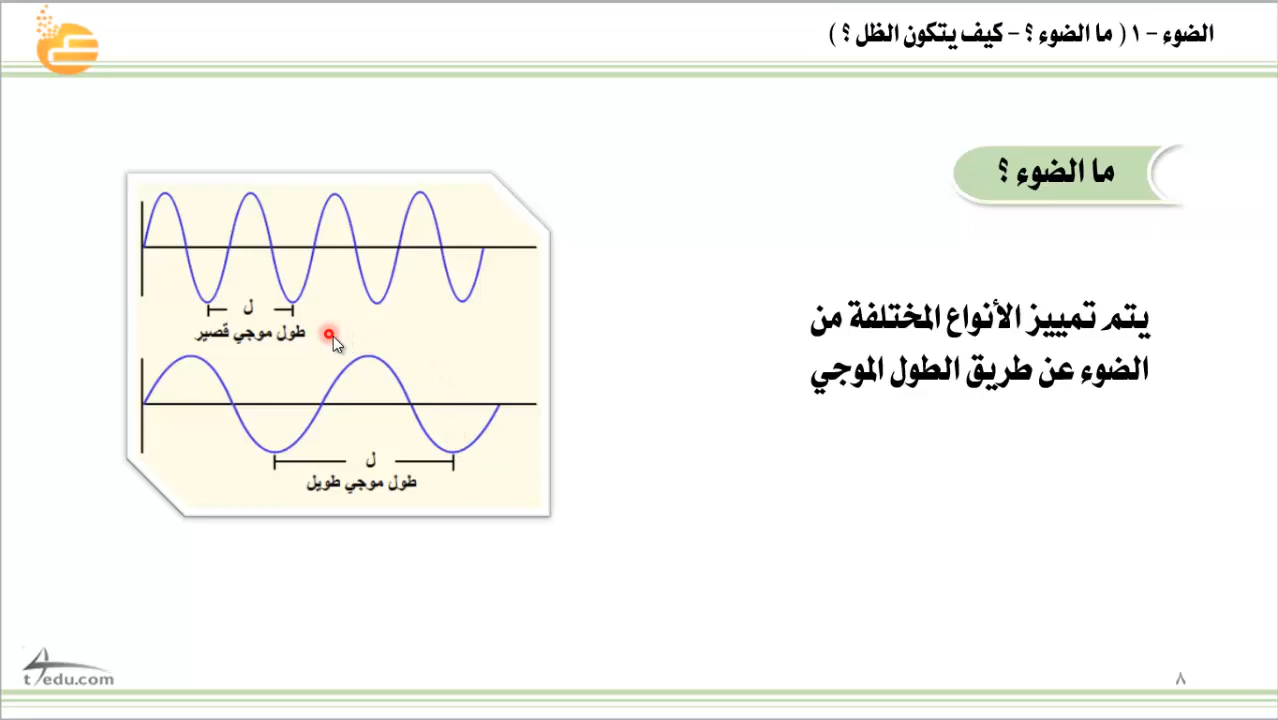 الضوء - ١ ( ما الضوء ؟ - كيف يتكون الظل ؟ )
ما الضوء ؟
يتم تمييز الأنواع المختلفة من
الضوء عن طريق الطول الموجي
ل
طول موجي قصير
ل
طول موجي طويل
t4edu.com
٨